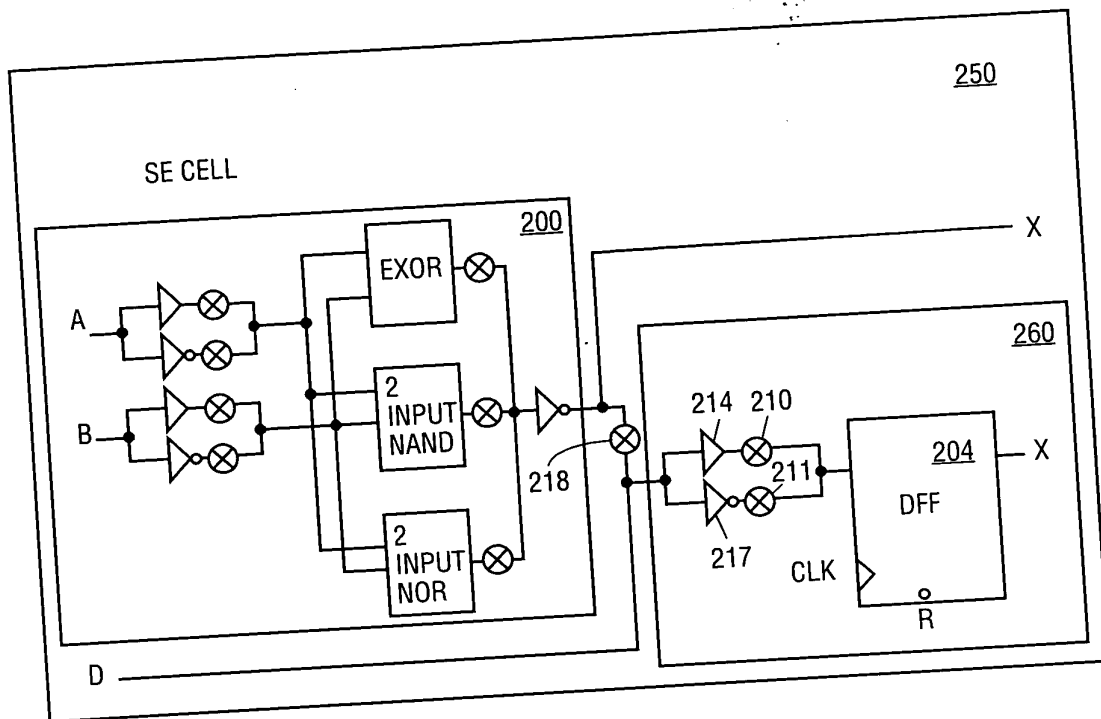 250
SE CELL
200
X
EXOR
A
260
2
INPUT
NAND
214
210
B
218
211
204
X
DFF
217
2
INPUT
NOR
CLK
R
D